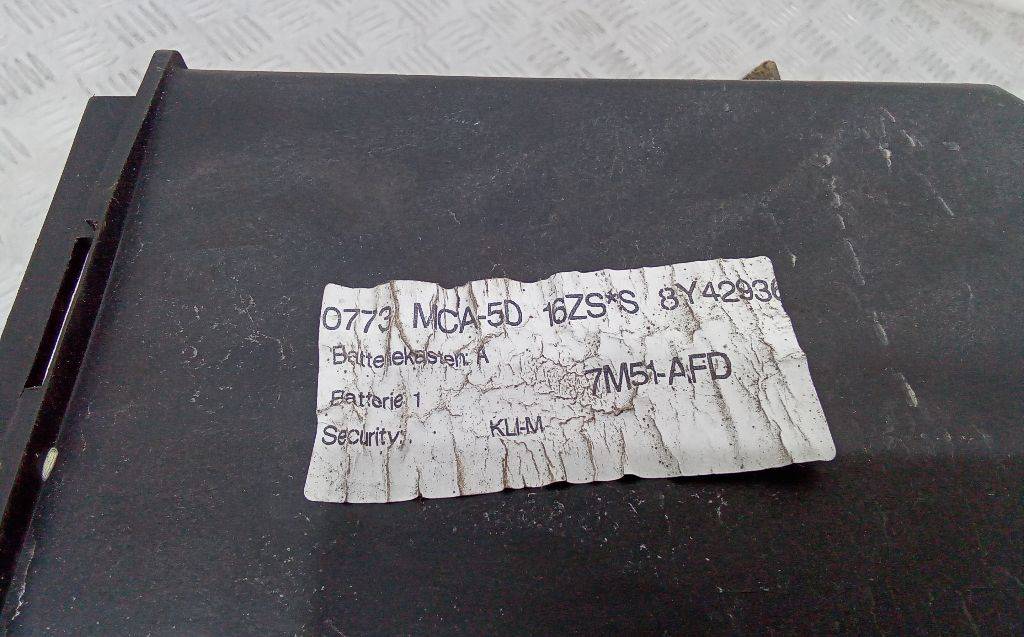 0773 MCA-5D 16ZS*S 8Y42936
Batteriekasten: A
7M51-AFD
Batterie 1
Security: KLI-M